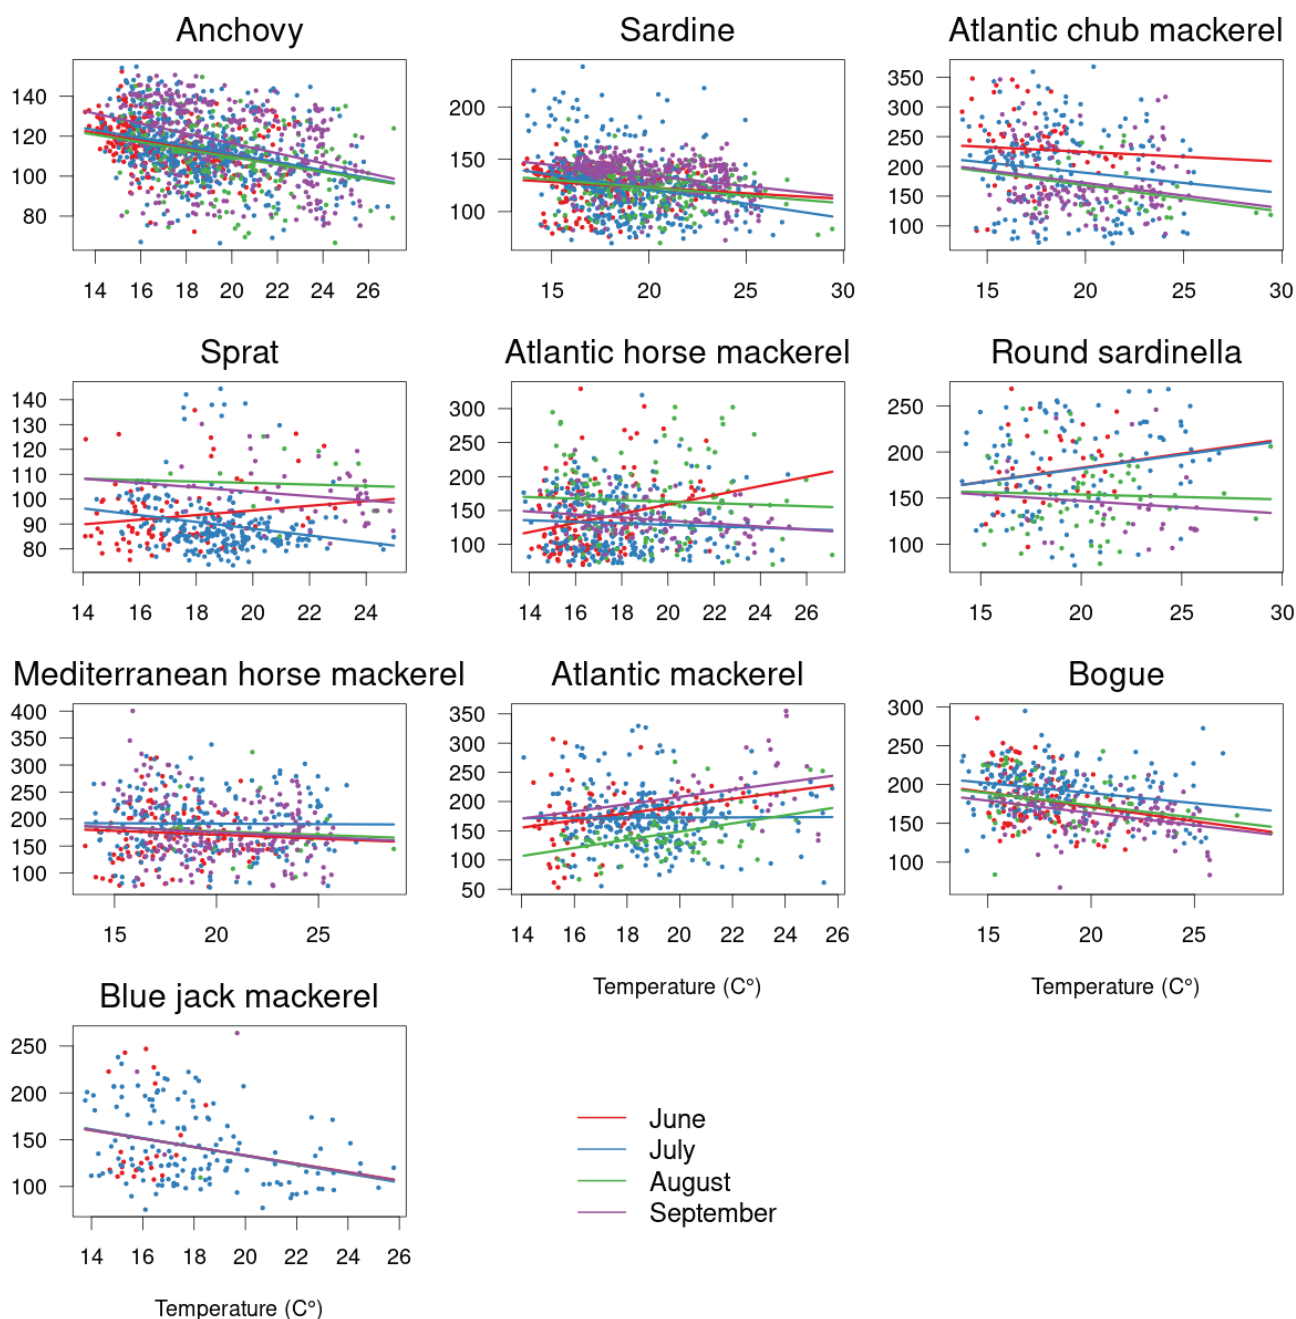 Anchovy
140
120
100
80
14 16 18 20 22 24 26
Sardine
200
150
100
15 20 25 30
Atlantic chub mackerel
350
300
250
200
150
100
15 20 25 30
Sprat
140
130
120
110
100
90
80
14 16 18 20 22 24
Atlantic horse mackerel
300
250
200
150
100
14 16 18 20 22 24 26
Round sardinella
250
200
150
100
15 20 25 30
Mediterranean horse mackerel
400
350
300
250
200
150
100
15 20 25
Atlantic mackerel
350
300
250
200
150
100
50
14 16 18 20 22 24 26
Temperature (C°)
Bogue
300
250
200
150
100
15 20 25
Temperature (C°)
Blue jack mackerel
250
200
150
100
14 16 18 20 22 24 26
Temperature (C°)
June
July
August
September